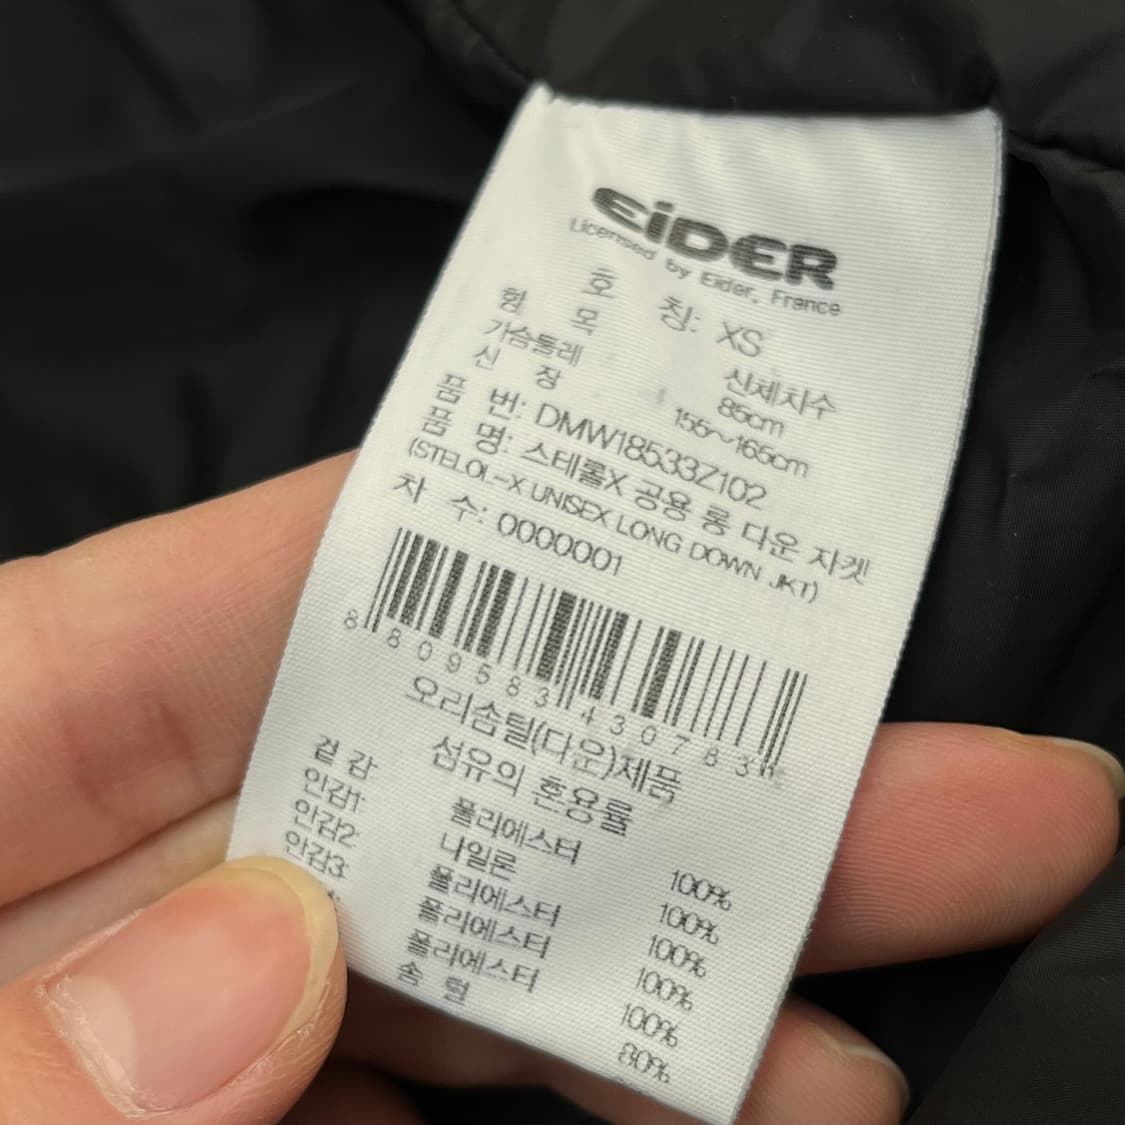 EiDER
Licensed by Eider, France
호 칭: XS
항 목 신체치수
가슴둘레 85cm
신 장 155~165cm
품 번: DMW18533Z102
품 명: 스테롤X 공용 롱 다운 자켓
(STELOL-X UNISEX LONG DOWN JKT)
차 수: 0000001
8 809583 430783
오리솜털(다운)제품
섬유의 혼용률
겉 감 폴리에스터 100%
안감1: 나일론 100%
안감2: 폴리에스터 100%
안감3: 폴리에스터 100%
폴리에스터 100%
솜 털 80%